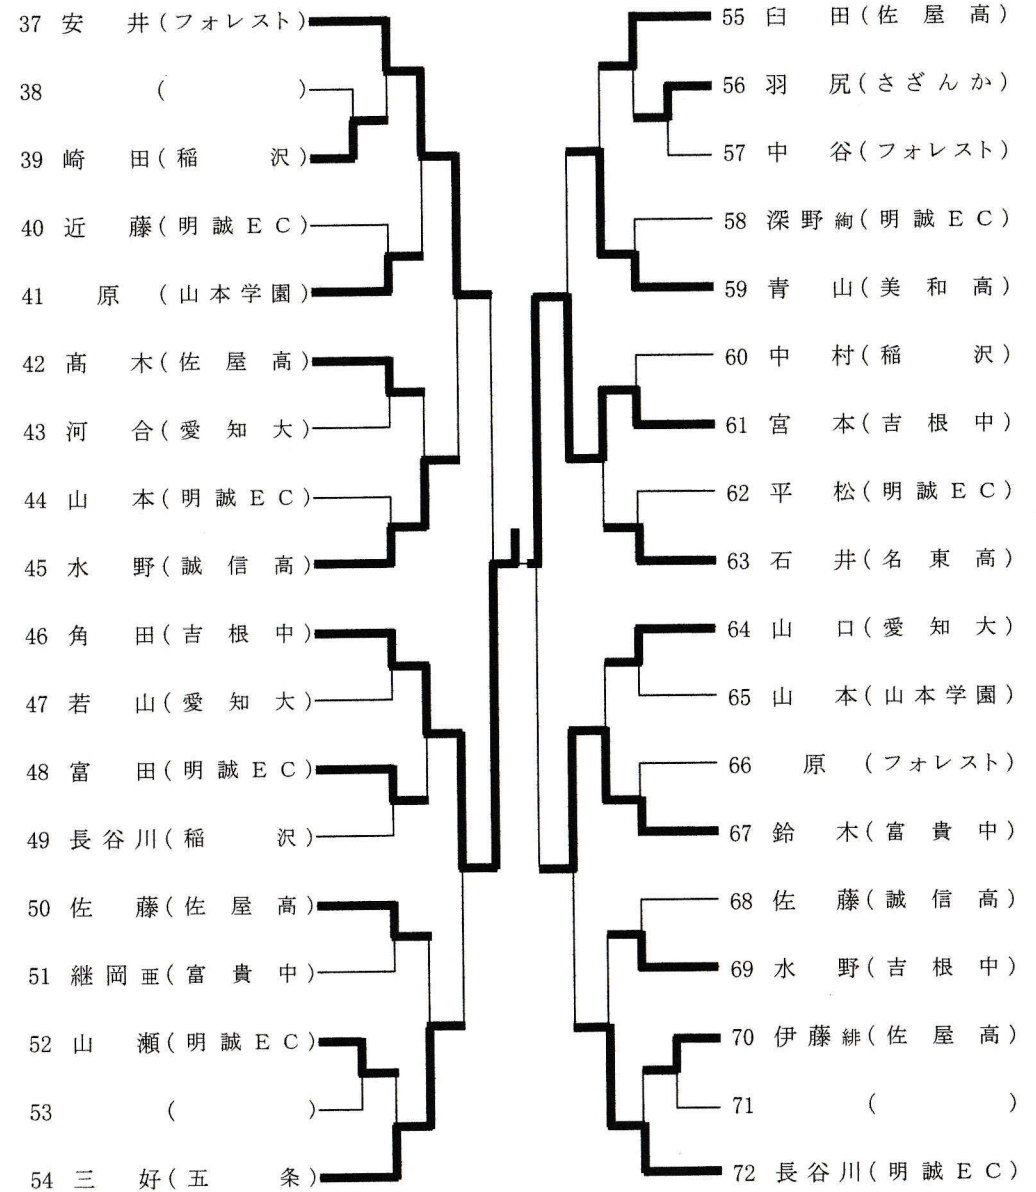 37 安 井(フォレスト)
38 ( )
39 崎 田(稲 沢)
40 近 藤(明誠EC)
41 原 (山本学園)
42 髙 木(佐 屋 高)
43 河 合(愛 知 大)
44 山 本(明誠EC)
45 水 野(誠 信 高)
46 角 田(吉 根 中)
47 若 山(愛 知 大)
48 富 田(明誠EC)
49 長谷川(稲 沢)
50 佐 藤(佐 屋 高)
51 継岡亜(富 貴 中)
52 山 瀬(明誠EC)
53 ( )
54 三 好(五 条)
55 臼 田(佐 屋 高)
56 羽 尻(さざんか)
57 中 谷(フォレスト)
58 深野絢(明誠EC)
59 青 山(美 和 高)
60 中 村(稲 沢)
61 宮 本(吉 根 中)
62 平 松(明誠EC)
63 石 井(名 東 高)
64 山 口(愛 知 大)
65 山 本(山本学園)
66 原 (フォレスト)
67 鈴 木(富 貴 中)
68 佐 藤(誠 信 高)
69 水 野(吉 根 中)
70 伊藤緋(佐 屋 高)
71 ( )
72 長谷川(明誠EC)